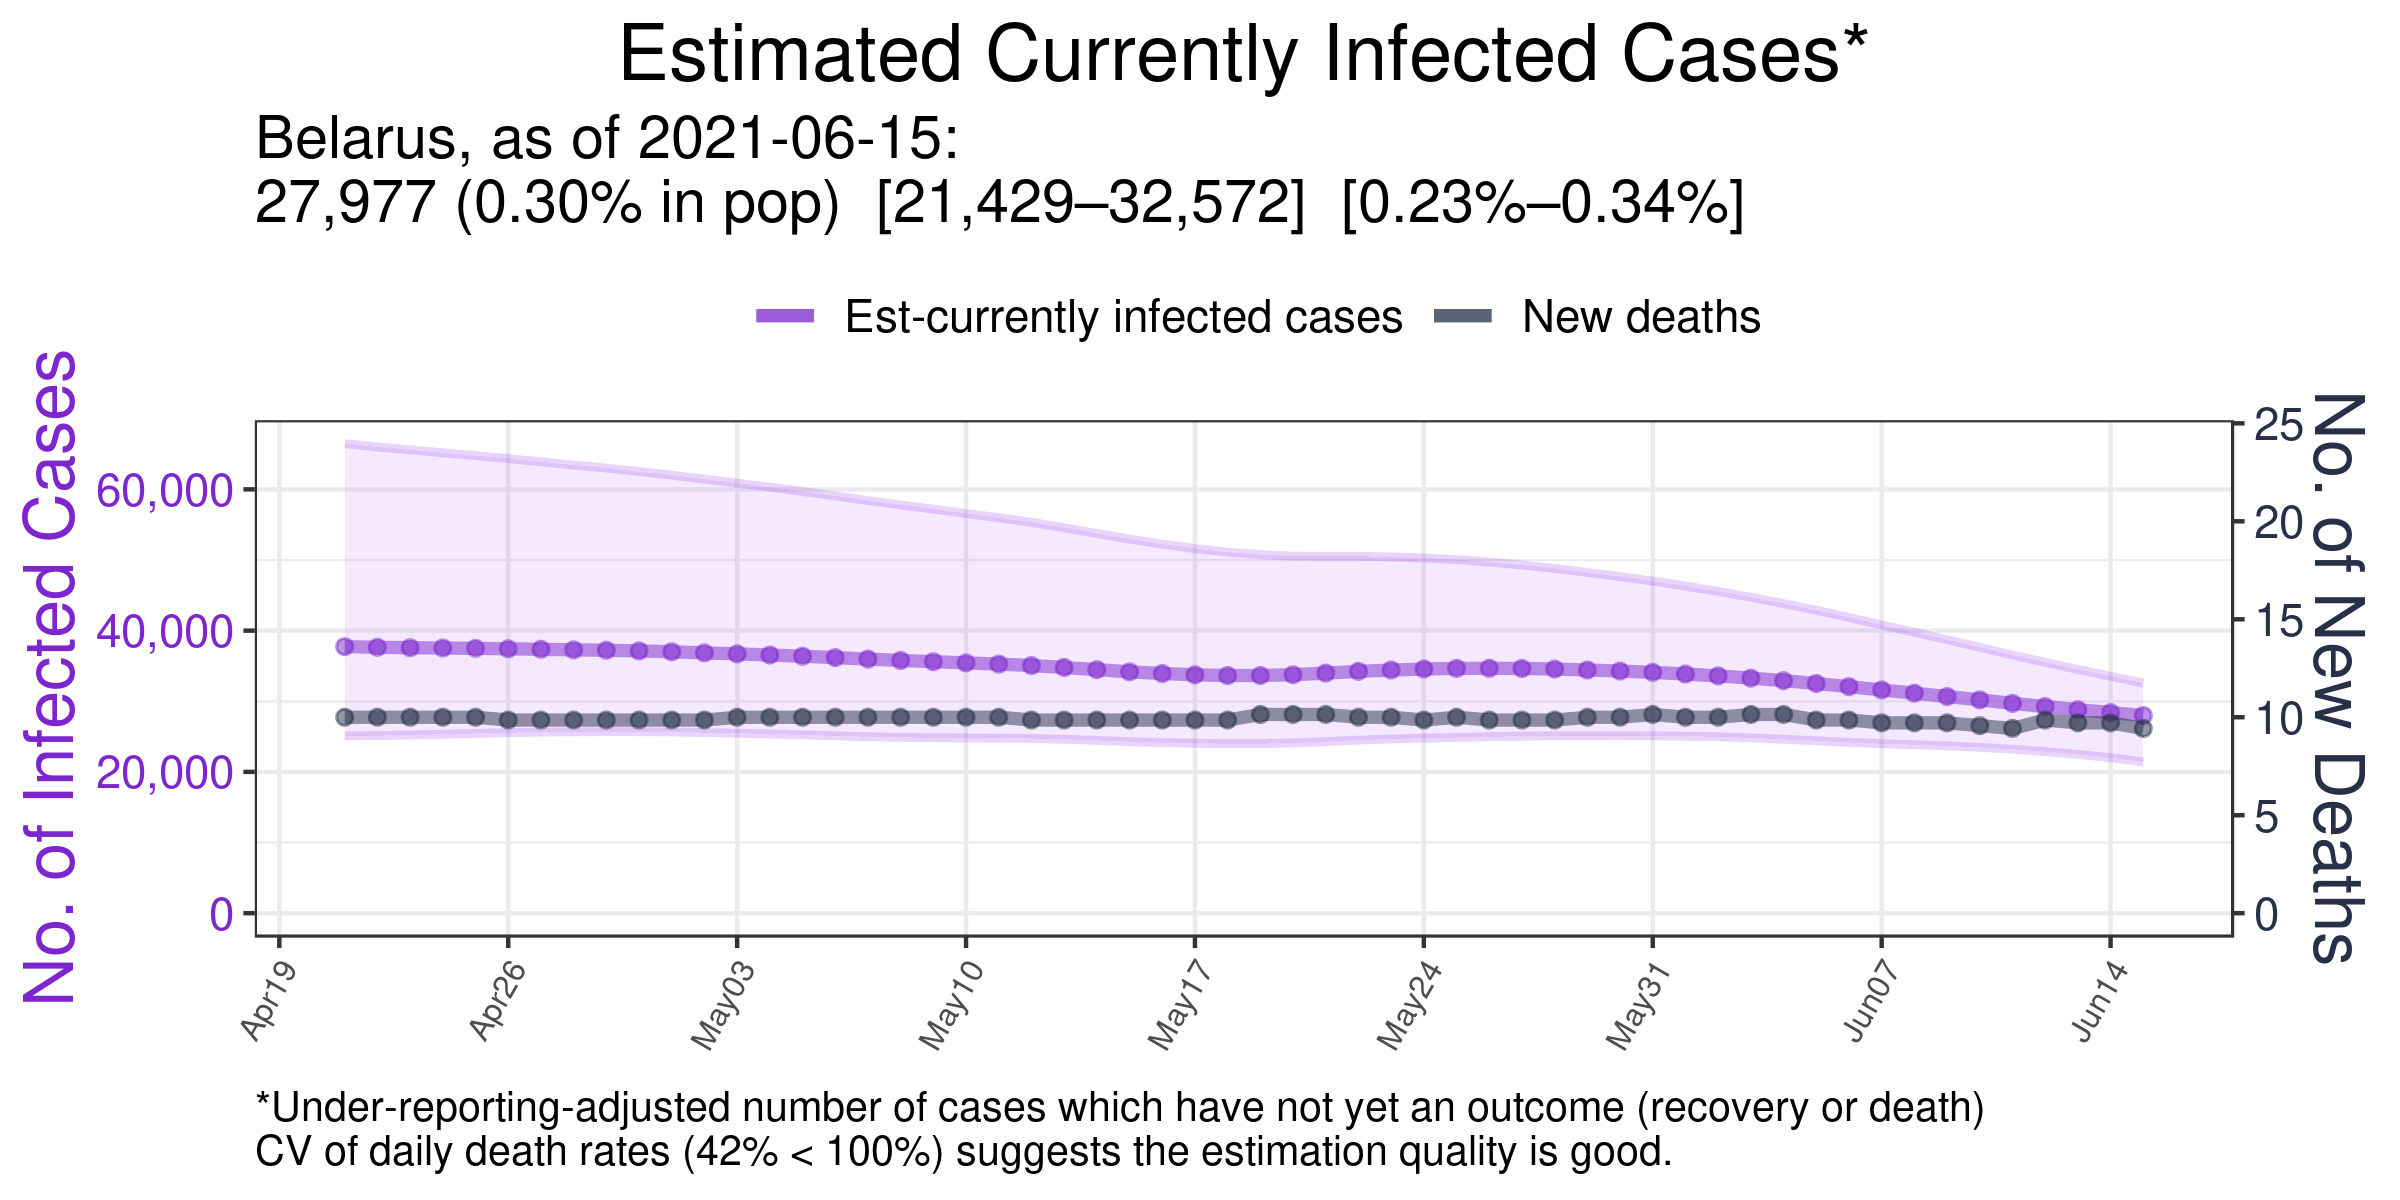 Estimated Currently Infected Cases*
Belarus, as of 2021-06-15:
27,977 (0.30% in pop)  [21,429–32,572]  [0.23%–0.34%]
Est-currently infected cases
New deaths
No. of Infected Cases
60,000
40,000
20,000
0
25
20
15
10
5
0
No. of New Deaths
Apr19
Apr26
May03
May10
May17
May24
May31
Jun07
Jun14
*Under-reporting-adjusted number of cases which have not yet an outcome (recovery or death)
CV of daily death rates (42% < 100%) suggests the estimation quality is good.